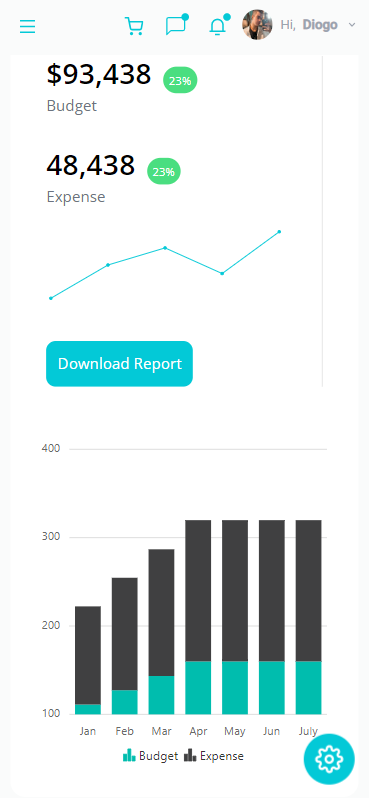 Hi, Diogo
$93,438 23%
Budget
48,438 23%
Expense
Download Report
400
300
200
100
Jan Feb Mar Apr May Jun July
Budget Expense